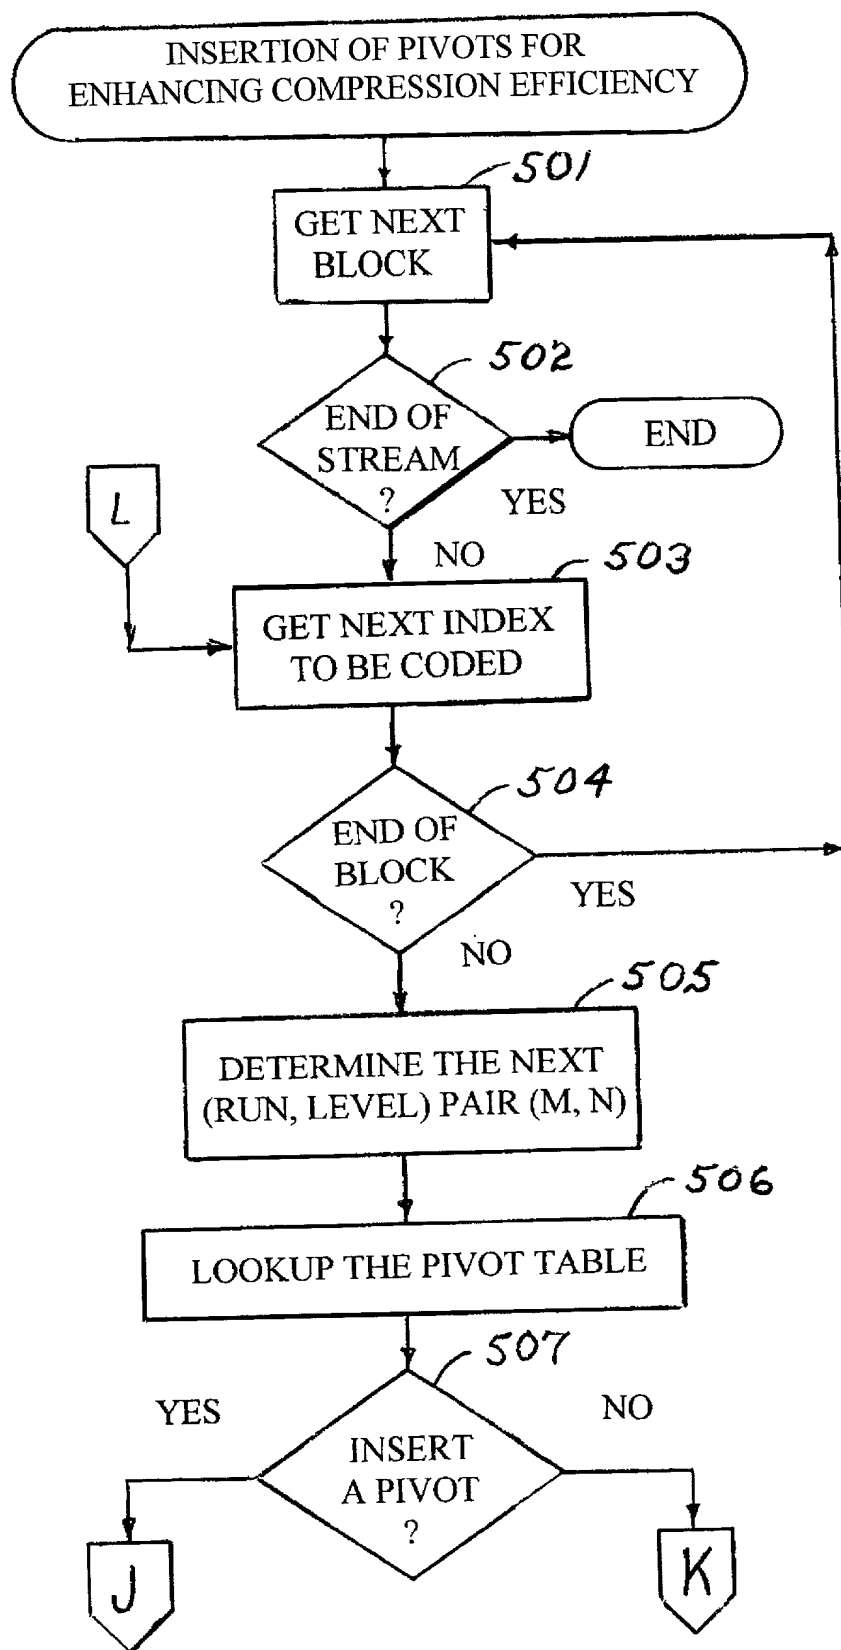 INSERTION OF PIVOTS FOR
ENHANCING COMPRESSION EFFICIENCY
501
GET NEXT
BLOCK
502
END OF
STREAM
?
END
YES
L
NO
503
GET NEXT INDEX
TO BE CODED
504
END OF
BLOCK
?
YES
NO
505
DETERMINE THE NEXT
(RUN, LEVEL) PAIR (M, N)
506
LOOKUP THE PIVOT TABLE
507
YES
NO
INSERT
A PIVOT
?
J
K